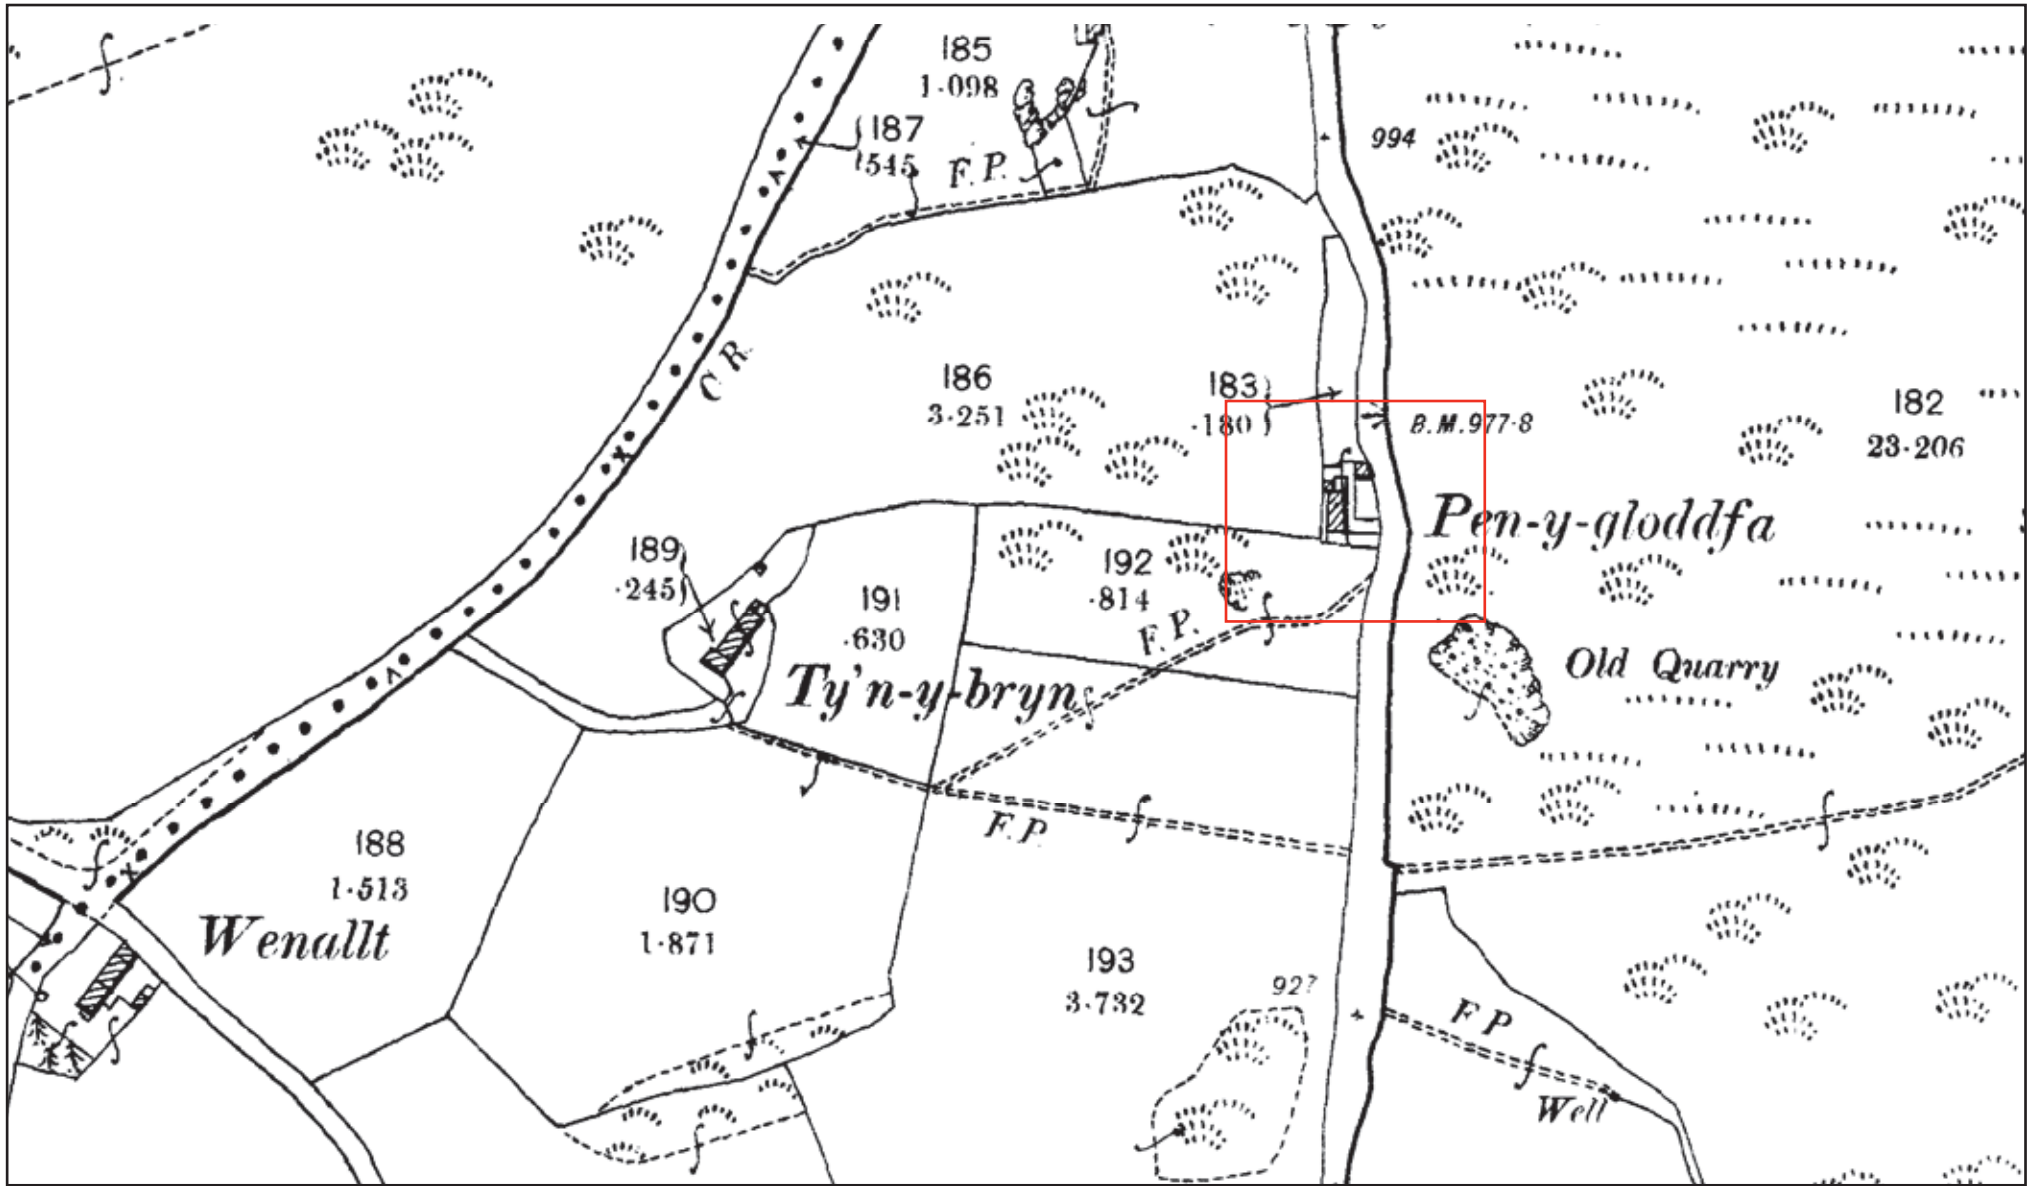 185
1·098
187
·545
F.P.
994
C R
186
3·251
183
·180
B.M.977·8
182
23·206
Pen-y-gloddfa
189
·245
191
·630
192
·814
F.P.
Ty'n-y-bryn
Old Quarry
F.P.
188
1·513
Wenallt
190
1·871
193
3·732
F P
Well